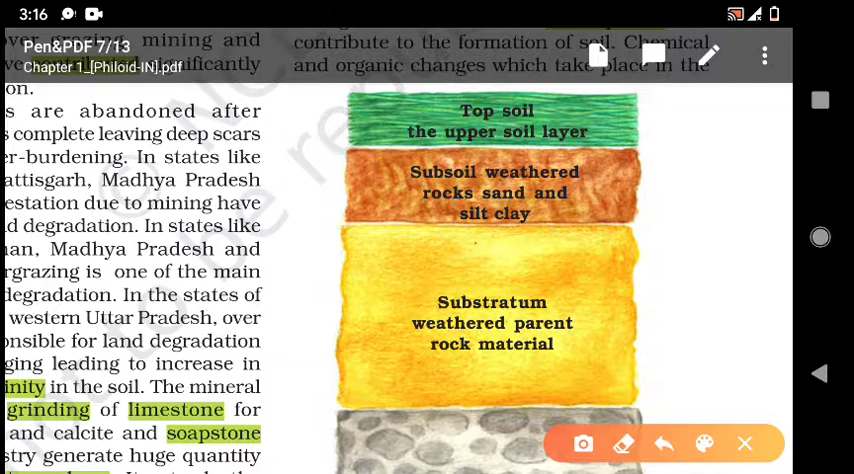 3:16
Pen&PDF 7/13
Chapter 1_[Philoid-IN].pdf
over grazing, mining and
ve contributed significantly
on.
s are abandoned after
s complete leaving deep scars
er-burdening. In states like
attisgarh, Madhya Pradesh
estation due to mining have
d degradation. In states like
han, Madhya Pradesh and
rgrazing is one of the main
degradation. In the states of
western Uttar Pradesh, over
onsible for land degradation
ging leading to increase in
inity in the soil. The mineral
grinding of limestone for
and calcite and soapstone
stry generate huge quantity
contribute to the formation of soil. Chemical
and organic changes which take place in the
Top soil
the upper soil layer
Subsoil weathered
rocks sand and
silt clay
Substratum
weathered parent
rock material